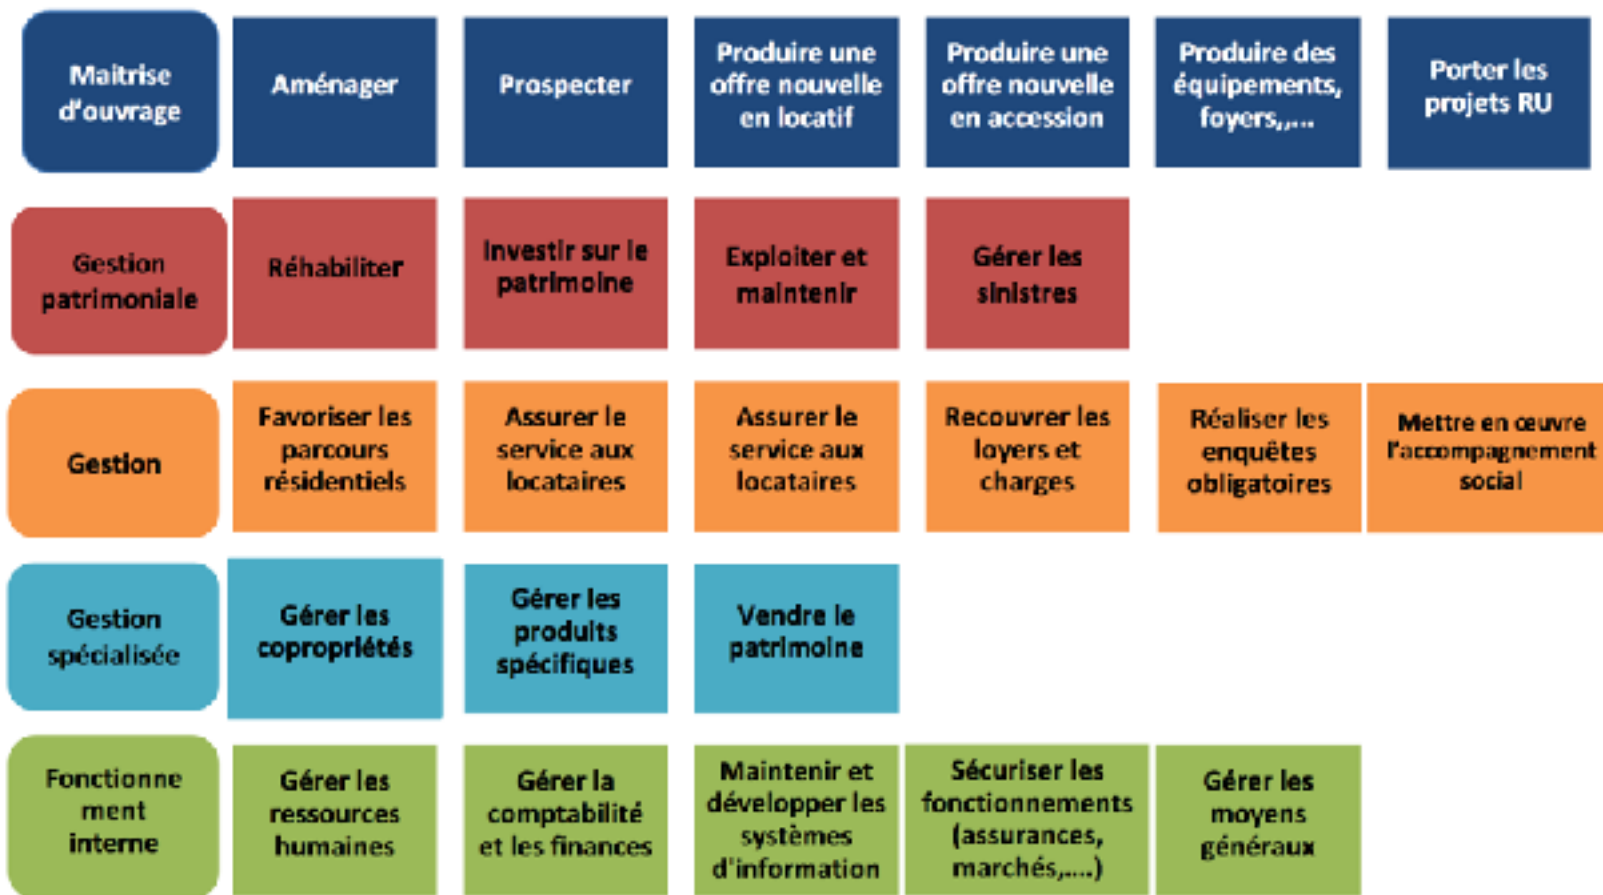 Maitrise
d'ouvrage
Aménager
Prospecter
Produire une
offre nouvelle
en locatif
Produire une
offre nouvelle
en accession
Produire des
équipements,
foyers,,...
Porter les
projets RU
Gestion
patrimoniale
Réhabiliter
Investir sur le
patrimoine
Exploiter et
maintenir
Gérer les
sinistres
Gestion
Favoriser les
parcours
résidentiels
Assurer le
service aux
locataires
Assurer le
service aux
locataires
Recouvrer les
loyers et
charges
Réaliser les
enquêtes
obligatoires
Mettre en œuvre
l'accompagnement
social
Gestion
spécialisée
Gérer les
copropriétés
Gérer les
produits
spécifiques
Vendre le
patrimoine
Fonctionne
ment
interne
Gérer les
ressources
humaines
Gérer la
comptabilité
et les finances
Maintenir et
développer les
systèmes
d'information
Sécuriser les
fonctionnements
(assurances,
marchés,....)
Gérer les
moyens
généraux